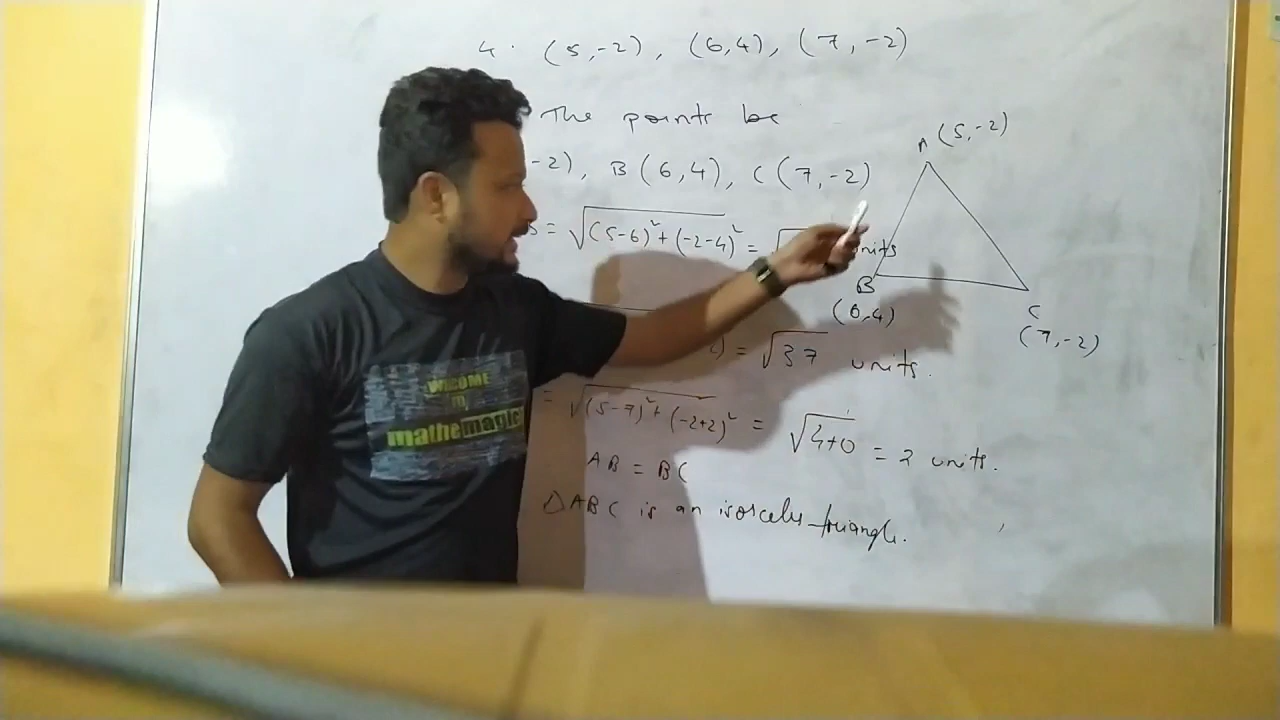 4. (5,-2), (6,4), (7,-2)
The points be
-2), B(6,4), C(7,-2)
= √(5-6)²+(-2-4)² = √ units
= √37 units.
= √(5-7)²+(-2+2)² = √4+0 = 2 units.
AB = BC
△ABC is an isosceles triangle.
A (5,-2)
B
(6,4)
C
(7,-2)
WELCOME
mathemagic